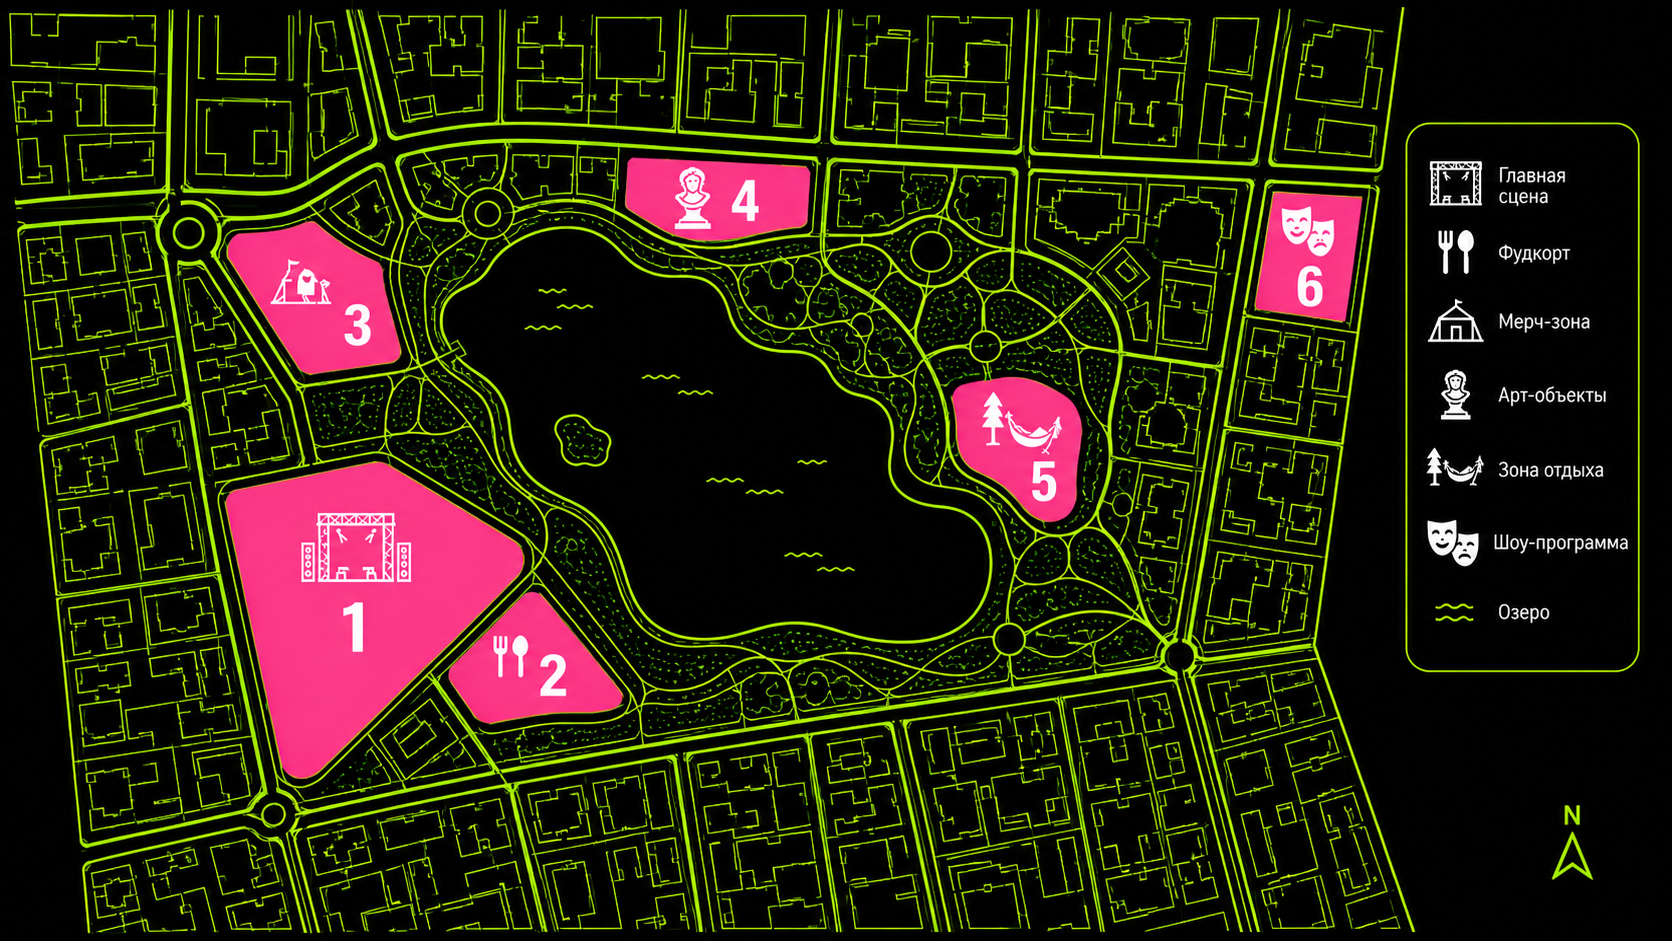 4
6
3
5
1
2
Главная
сцена
Фудкорт
Мерч-зона
Арт-объекты
Зона отдыха
Шоу-программа
Озеро
N